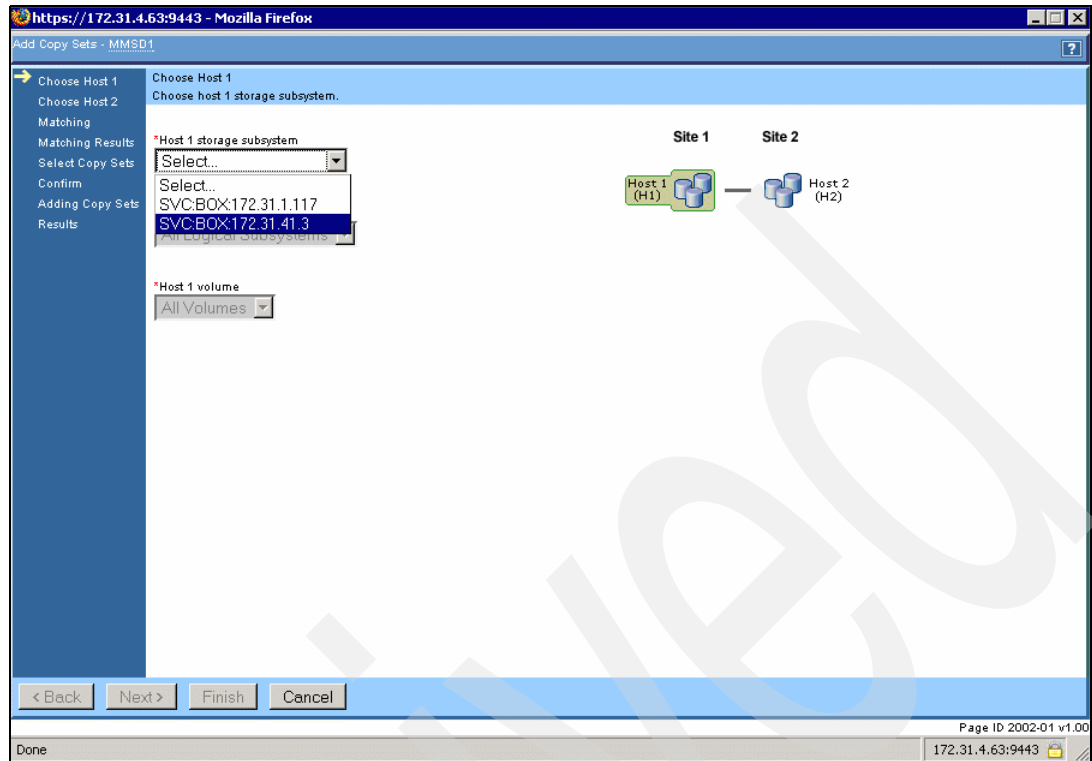 https://172.31.4.63:9443 - Mozilla Firefox
Add Copy Sets - MMSD1
?
Choose Host 1
Choose Host 2
Matching
Matching Results
Select Copy Sets
Confirm
Adding Copy Sets
Results
Choose Host 1
Choose host 1 storage subsystem.
*Host 1 storage subsystem
Select...
Select...
SVC:BOX:172.31.1.117
SVC:BOX:172.31.41.3
All Logical Subsystems
*Host 1 volume
All Volumes
Site 1 Site 2
Host 1
(H1)
Host 2
(H2)
< Back Next > Finish Cancel
Page ID 2002-01 v1.00
Done 172.31.4.63:9443